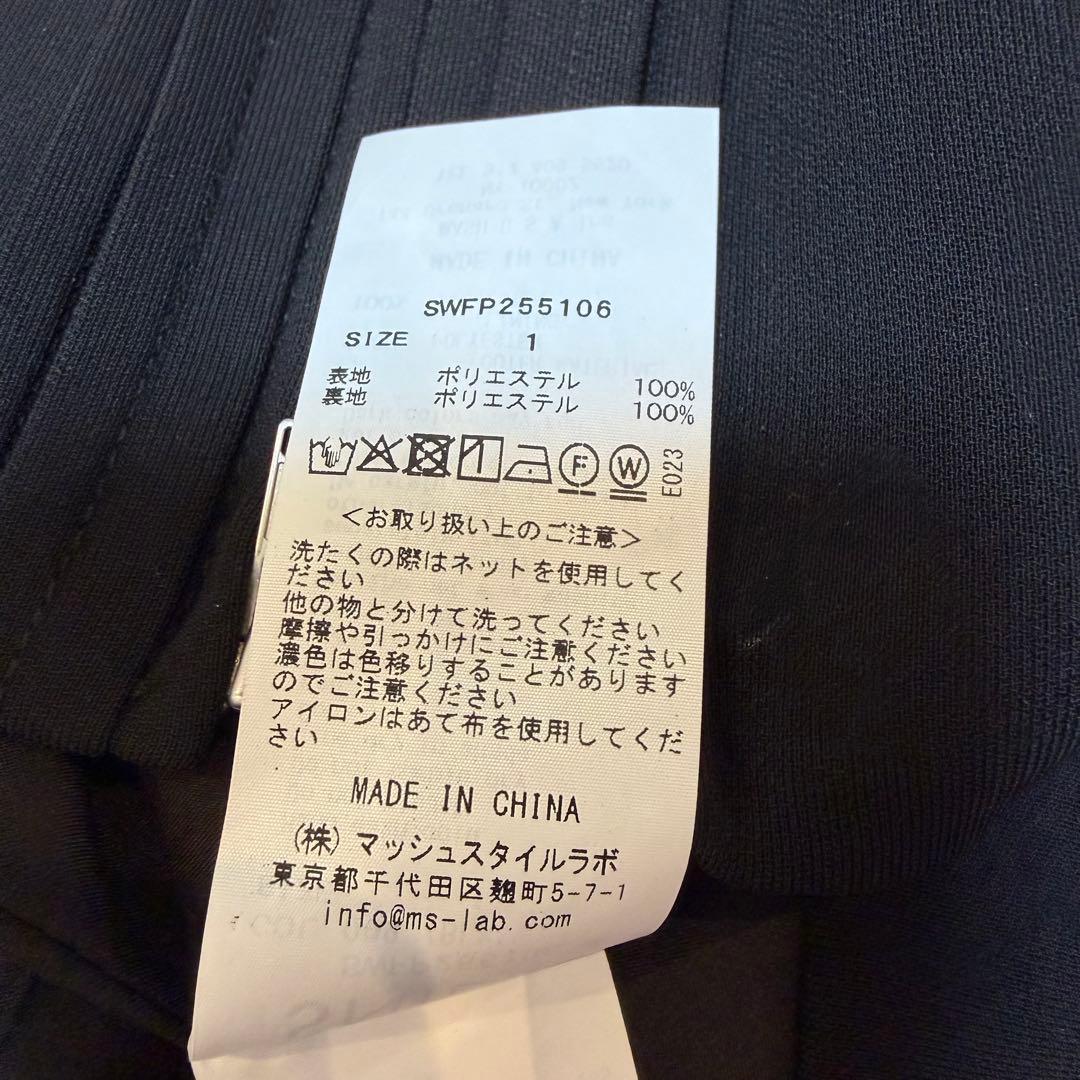 SWFP255106
SIZE 1
表地 ポリエステル 100%
裏地 ポリエステル 100%
F W E023
＜お取り扱い上のご注意＞
洗たくの際はネットを使用してく
ださい
他の物と分けて洗ってください
摩擦や引っかけにご注意ください
濃色は色移りすることがあります
のでご注意ください
アイロンはあて布を使用してくだ
さい
MADE IN CHINA
(株) マッシュスタイルラボ
東京都千代田区麹町5-7-1
info@ms-lab.com